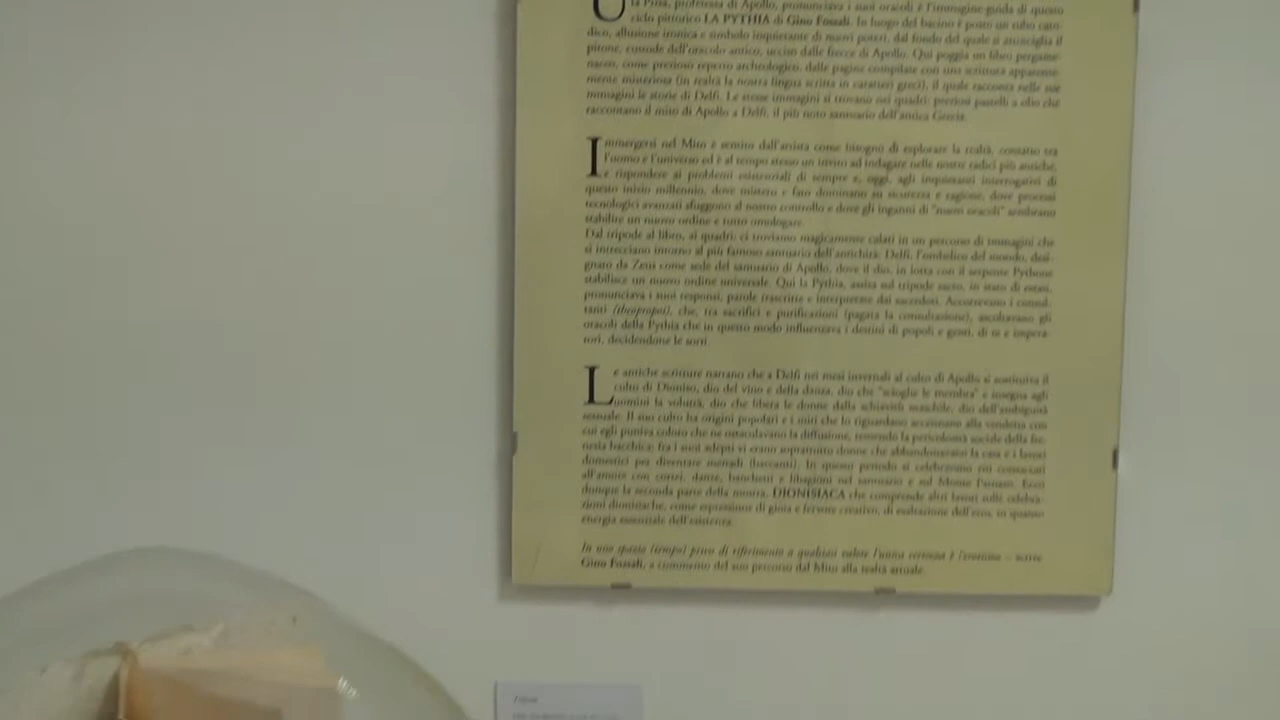 la Pitia, profetessa di Apollo, pronunciava i suoi oracoli è l'immagine-guida di questo
ciclo pittorico LA PYTHIA di Gino Fossali. In luogo del bacino è posto un tubo cato-
dico, allusione ironica e simbolo inquietante di nuovi poteri, dal fondo del quale si attorciglia il
pitone, custode dell'oracolo antico, ucciso dalle frecce di Apollo. Qui poggia un libro pergame-
naceo, come prezioso reperto archeologico, dalle pagine compilate con una scrittura apparente-
mente misteriosa (in realtà la nostra lingua scritta in caratteri greci), il quale racconta nelle sue
immagini le storie di Delfi. Le stesse immagini si trovano nei quadri: preziosi pastelli a olio che
raccontano il mito di Apollo a Delfi, il più noto santuario dell'antica Grecia.
Immergersi nel Mito è sentito dall'artista come bisogno di esplorare la realtà, contatto tra
l'uomo e l'universo ed è al tempo stesso un invito ad indagare nelle nostre radici più antiche,
e rispondere ai problemi esistenziali di sempre e, oggi, agli inquietanti interrogativi di
questo inizio millennio, dove mistero e fato dominano su sicurezza e ragione, dove processi
tecnologici avanzati sfuggono al nostro controllo e dove gli inganni di "nuovi oracoli" sembrano
stabilire un nuovo ordine e tutto omologare.
Dal tripode al libro, ai quadri: ci troviamo magicamente calati in un percorso di immagini che
si intrecciano intorno al più famoso santuario dell'antichità: Delfi, l'ombelico del mondo, desi-
gnato da Zeus come sede del santuario di Apollo, dove il dio, in lotta con il serpente Pythone
stabilisce un nuovo ordine universale. Qui la Pythia, assisa sul tripode sacro, in stato di estasi,
pronunciava i suoi responsi, parole trascritte e interpretate dai sacerdoti. Accorrevano i consul-
tanti (theopropoi), che, tra sacrifici e purificazioni (pagata la consultazione), ascoltavano gli
oracoli della Pythia che in questo modo influenzava i destini di popoli e genti, di re e impera-
tori, decidendone le sorti.
Le antiche scritture narrano che a Delfi nei mesi invernali al culto di Apollo si sostituiva il
culto di Dioniso, dio del vino e della danza, dio che "scioglie le membra" e insegna agli
uomini la voluttà, dio che libera le donne dalla schiavitù maschile, dio dell'ambiguità
sessuale. Il suo culto ha origini popolari e i miti che lo riguardano accennano alla vendetta con
cui egli puniva coloro che ne ostacolavano la diffusione, temendo la pericolosità sociale della fre-
nesia bacchica: fra i suoi adepti vi erano soprattutto donne che abbandonavano la casa e i lavori
domestici per diventare menadi (baccanti). In questo periodo si celebravano riti consacrati
all'amore con cortei, danze, banchetti e libagioni nel santuario e sul Monte Parnaso. Ecco
dunque la seconda parte della mostra, DIONISIACA che comprende altri lavori sulle celebra-
zioni dionisiache, come espressione di gioia e fervore creativo, di esaltazione dell'eros, in quanto
energia essenziale dell'esistenza.
In uno spazio (tempo) privo di riferimento a qualsiasi valore l'unica certezza è l'erotismo – scrive
Gino Fossali, a commento del suo percorso dal Mito alla realtà attuale.